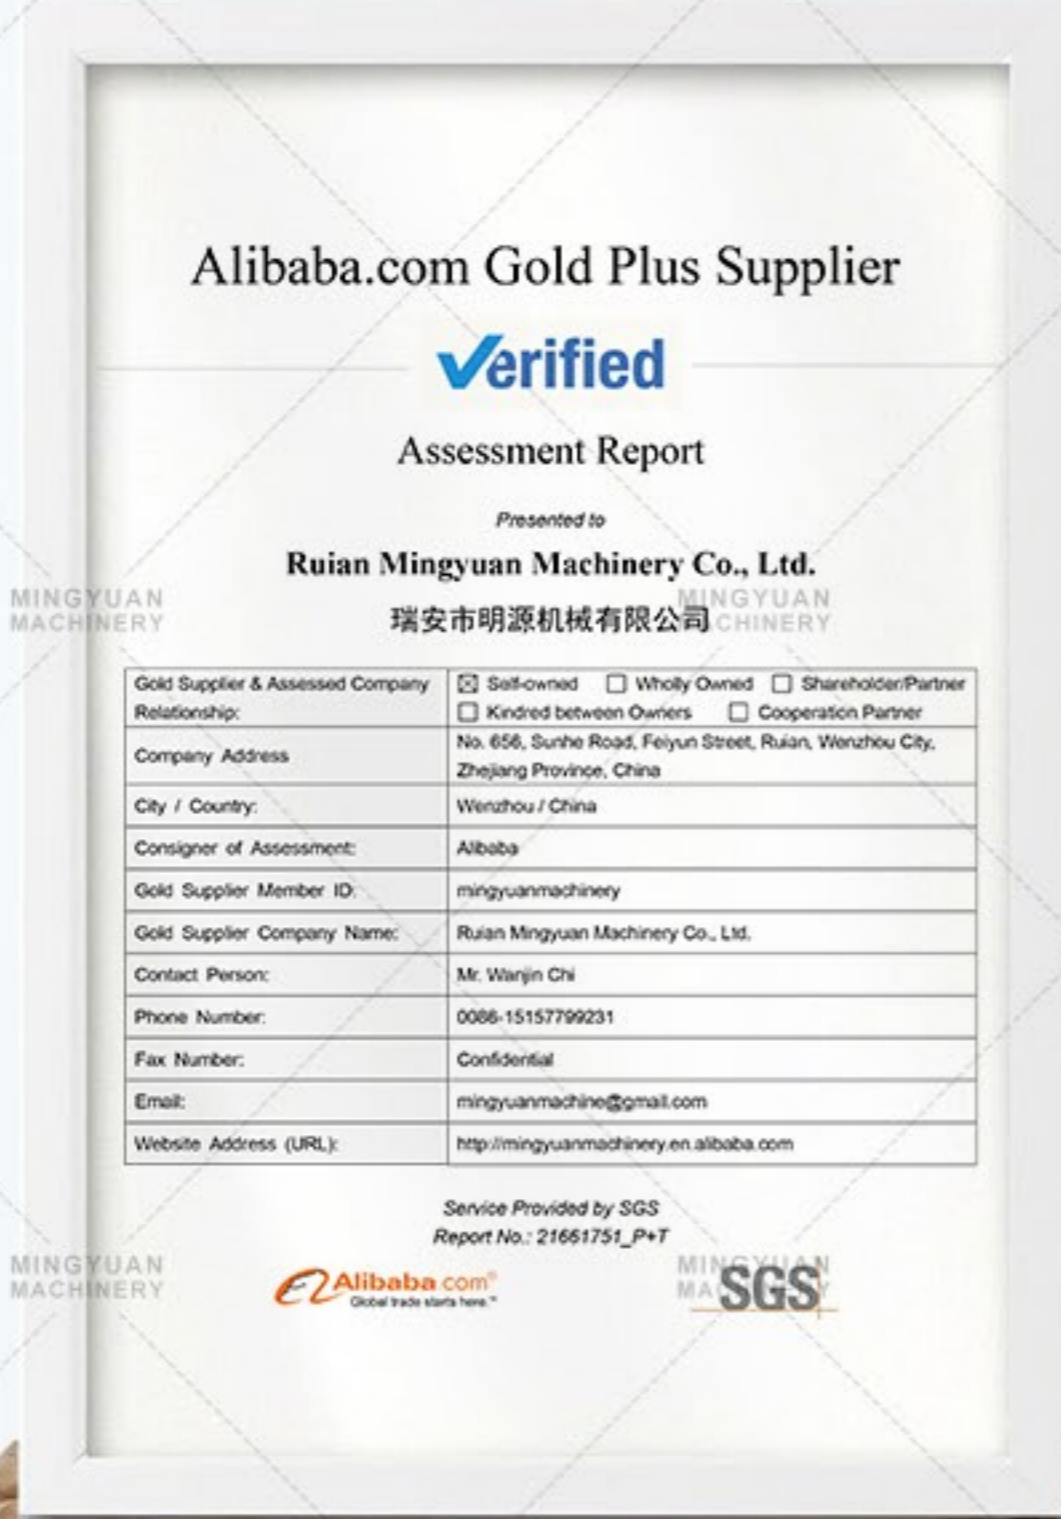 Alibaba.com Gold Plus Supplier
Verified
Assessment Report
Presented to
Ruian Mingyuan Machinery Co., Ltd.
瑞安市明源机械有限公司
MINGYUAN
MACHINERY
MINGYUAN
MACHINERY
Gold Supplier & Assessed Company Relationship:
☒ Self-owned ☐ Wholly Owned ☐ Shareholder/Partner
☐ Kindred between Owners ☐ Cooperation Partner
Company Address
No. 656, Sunhe Road, Feiyun Street, Ruian, Wenzhou City,
Zhejiang Province, China
City / Country: Wenzhou / China
Consigner of Assessment: Alibaba
Gold Supplier Member ID: mingyuanmachinery
Gold Supplier Company Name: Ruian Mingyuan Machinery Co., Ltd.
Contact Person: Mr. Wanjin Chi
Phone Number: 0086-15157799231
Fax Number: Confidential
Email: mingyuanmachine@gmail.com
Website Address (URL): http://mingyuanmachinery.en.alibaba.com
Service Provided by SGS
Report No.: 21661751_P+T
MINGYUAN
MACHINERY
Alibaba.com®
Global trade starts here.™
MINGYUAN
MACHINERY
SGS